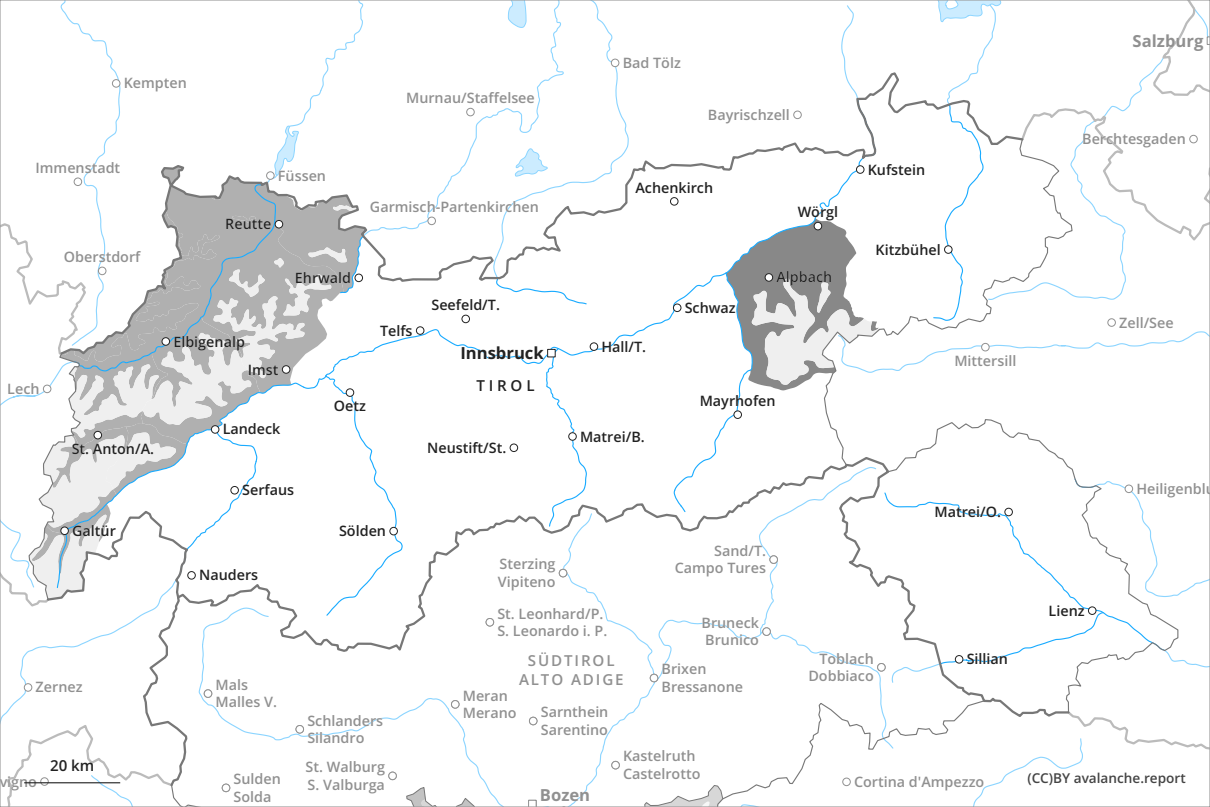 Salzburg
Bad Tölz
Kempten
Murnau/Staffelsee
Bayrischzell
Berchtesgaden
Immenstadt
Füssen
Kufstein
Achenkirch
Garmisch-Partenkirchen
Wörgl
Reutte
Kitzbühel
Oberstdorf
Ehrwald
Alpbach
Seefeld/T.
Schwaz
Zell/See
Telfs
Elbigenalp
Innsbruck
Hall/T.
Mittersill
Imst
TIROL
Lech
Oetz
Mayrhofen
Landeck
Matrei/B.
St. Anton/A.
Neustift/St.
Serfaus
Heiligenblu
Matrei/O.
Galtür
Sölden
Sand/T.
Campo Tures
Sterzing
Vipiteno
Nauders
Lienz
St. Leonhard/P.
S. Leonardo i. P.
Bruneck
Brunico
SÜDTIROL
ALTO ADIGE
Toblach
Dobbiaco
Sillian
Brixen
Bressanone
Zernez
Mals
Malles V.
Meran
Merano
Sarnthein
Sarentino
Schlanders
Silandro
Kastelruth
Castelrotto
St. Walburg
S. Valburga
20 km
vigno
Sulden
Solda
Cortina d'Ampezzo
(CC)BY avalanche.report
Bozen